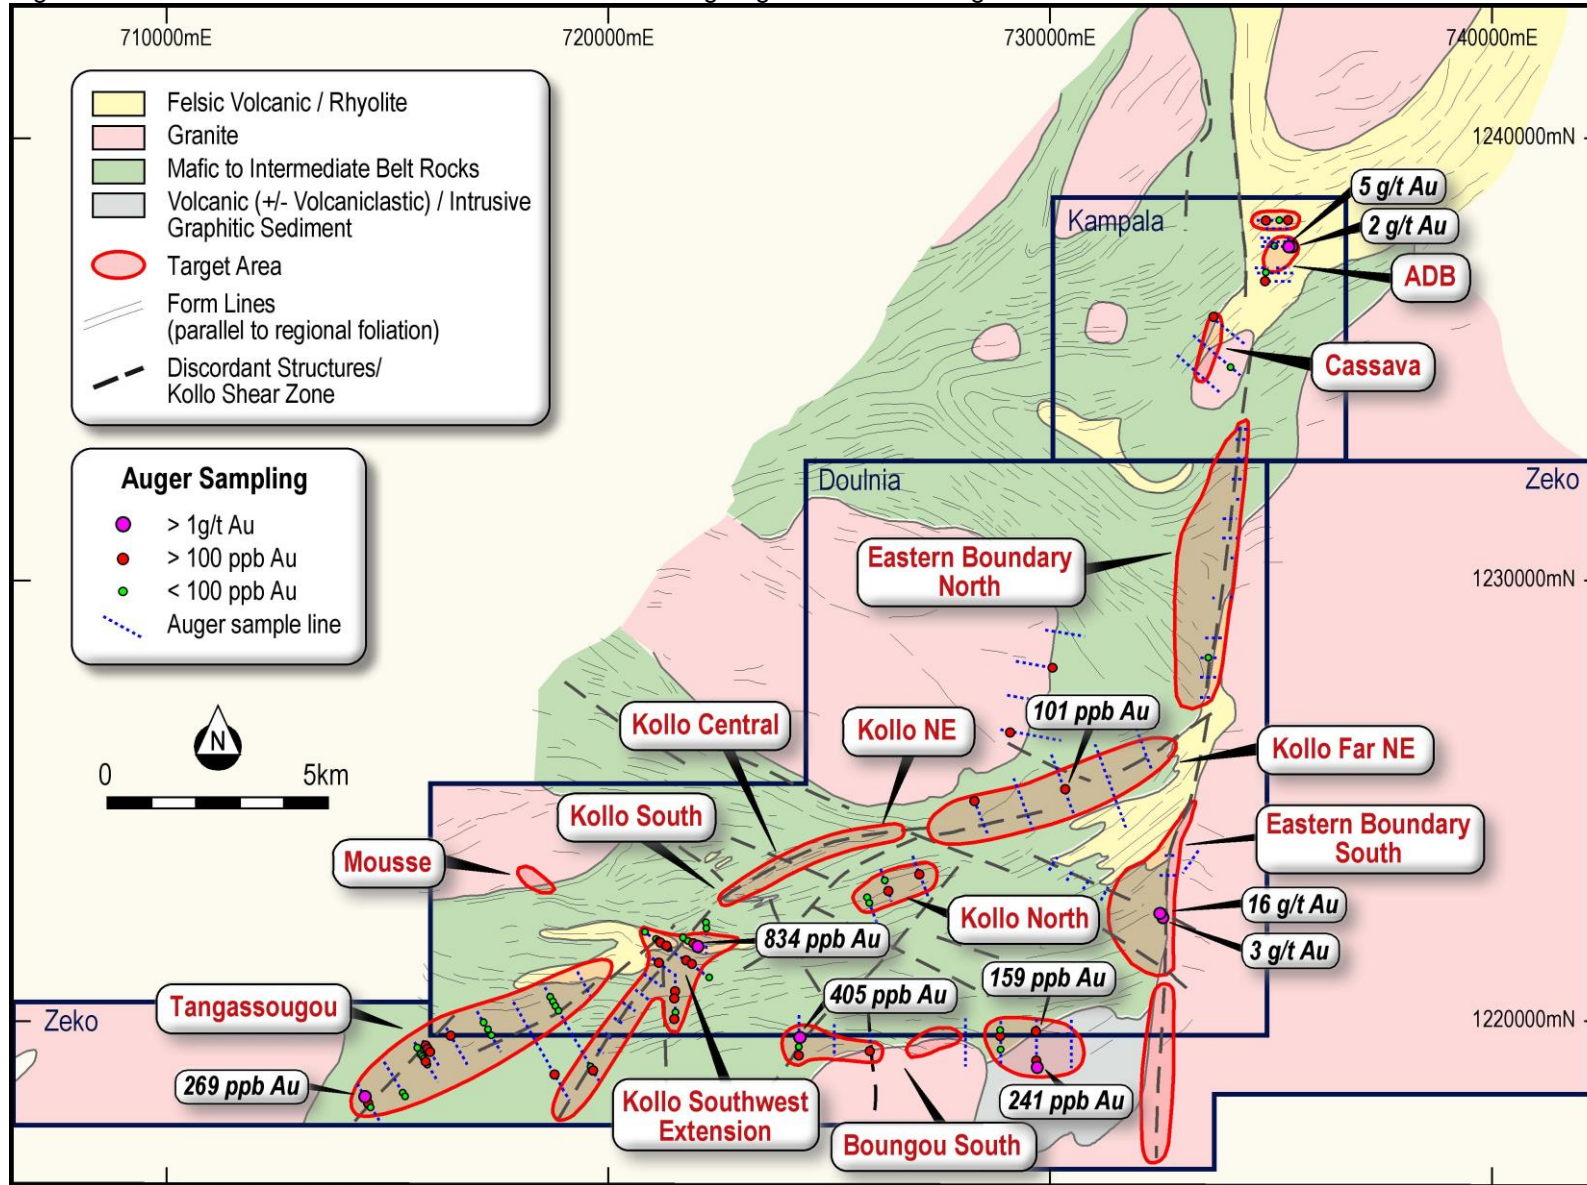 710000mE
720000mE
730000mE
740000mE
Felsic Volcanic / Rhyolite
Granite
Mafic to Intermediate Belt Rocks
Volcanic (+/- Volcaniclastic) / Intrusive
Graphitic Sediment
Target Area
Form Lines
(parallel to regional foliation)
Discordant Structures/
Kollo Shear Zone
1240000mN
5 g/t Au
Kampala
2 g/t Au
ADB
Cassava
Auger Sampling
> 1g/t Au
> 100 ppb Au
< 100 ppb Au
Auger sample line
Doulnia
Zeko
Eastern Boundary
North
1230000mN
N
0
5km
101 ppb Au
Kollo Central
Kollo NE
Kollo Far NE
Kollo South
Eastern Boundary
South
Mousse
16 g/t Au
Kollo North
834 ppb Au
3 g/t Au
159 ppb Au
405 ppb Au
Tangassougou
Zeko
1220000mN
269 ppb Au
Kollo Southwest
Extension
241 ppb Au
Boungou South